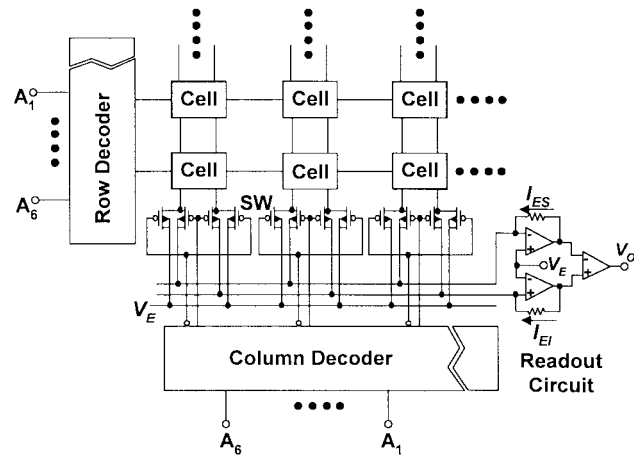 A1
A6
Row Decoder
Cell
Cell
Cell
Cell
Cell
Cell
SW
VE
IES
VE
VO
IEI
Readout
Circuit
Column Decoder
A6
A1